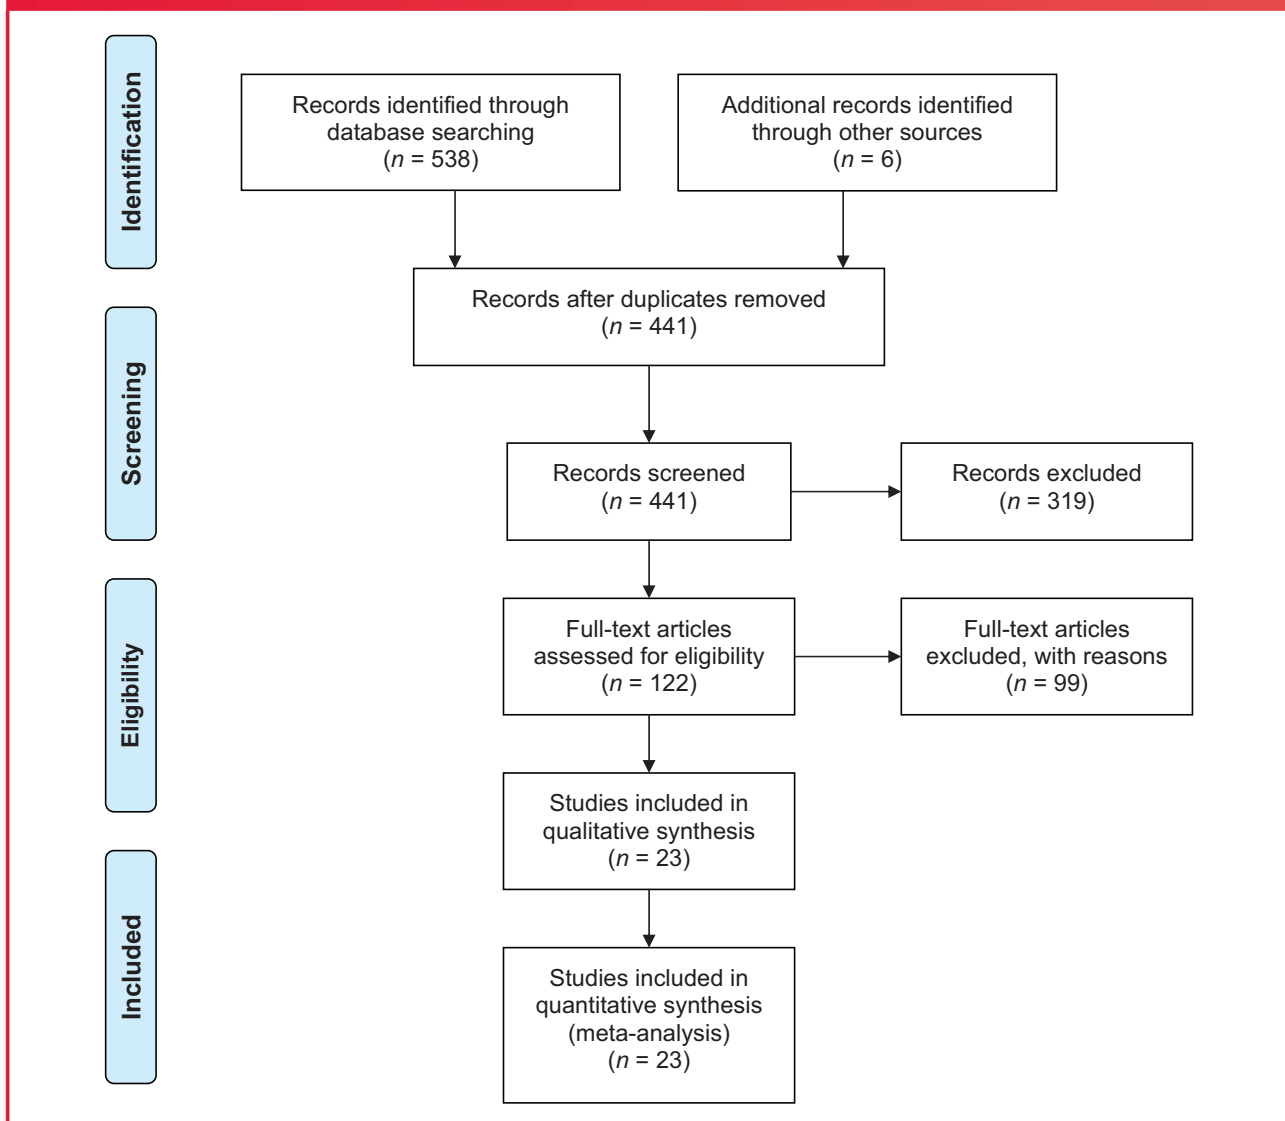 Identification
Records identified through
database searching
(n = 538)
Additional records identified
through other sources
(n = 6)
Records after duplicates removed
(n = 441)
Screening
Records screened
(n = 441)
Records excluded
(n = 319)
Eligibility
Full-text articles
assessed for eligibility
(n = 122)
Full-text articles
excluded, with reasons
(n = 99)
Studies included in
qualitative synthesis
(n = 23)
Included
Studies included in
quantitative synthesis
(meta-analysis)
(n = 23)